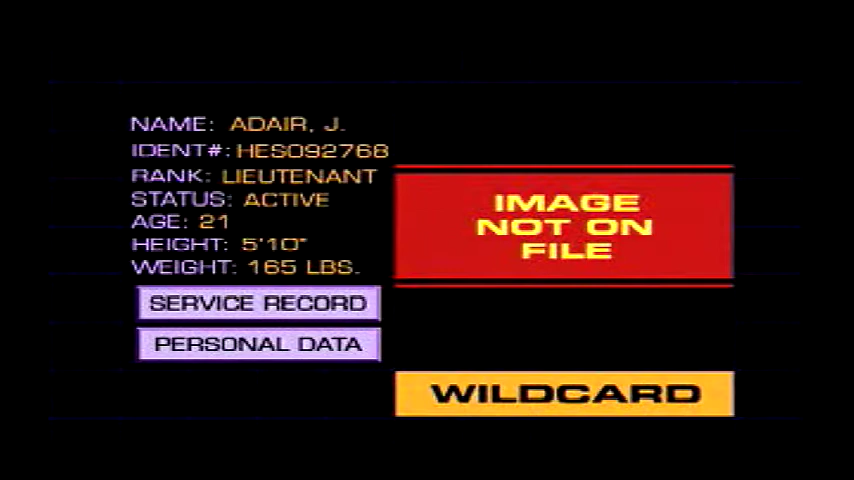 NAME: ADAIR, J.
IDENT#: HES092768
RANK: LIEUTENANT
STATUS: ACTIVE
AGE: 21
HEIGHT: 5'10"
WEIGHT: 165 LBS.
SERVICE RECORD
PERSONAL DATA
IMAGE
NOT ON
FILE
WILDCARD